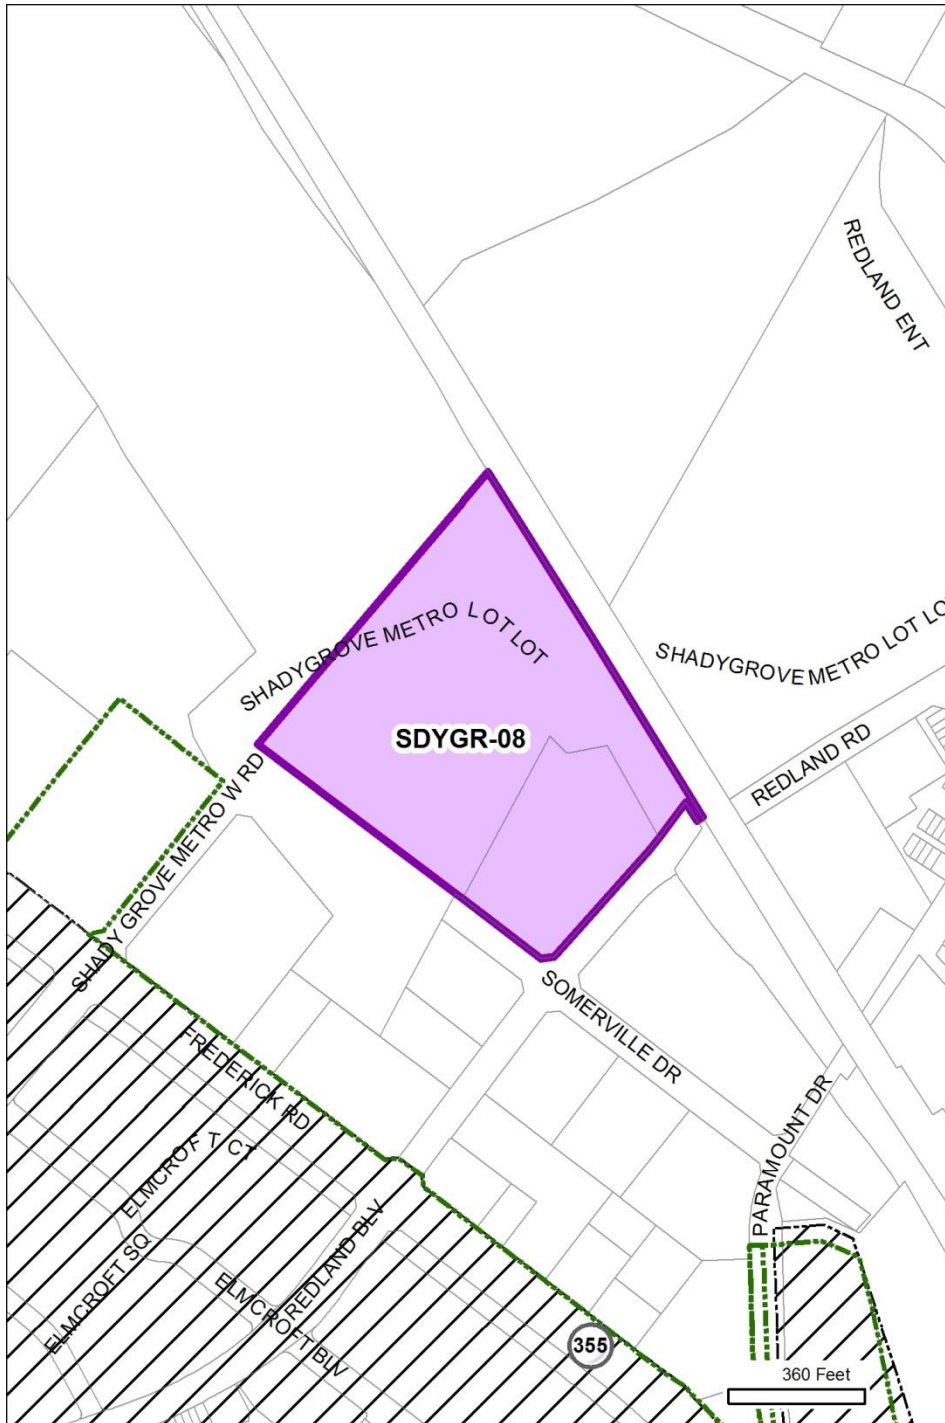 REDLAND ENT
SHADYGROVE METRO LOT LOT
SHADYGROVE METRO LOT LO
SDYGR-08
REDLAND RD
SHADY GROVE METRO W RD
SOMERVILLE DR
FREDERICK RD
PARAMOUNT DR
ELMCROFT CT
ELMCROFT SQ
REDLAND BLV
ELMCROFT BLV
355
360 Feet